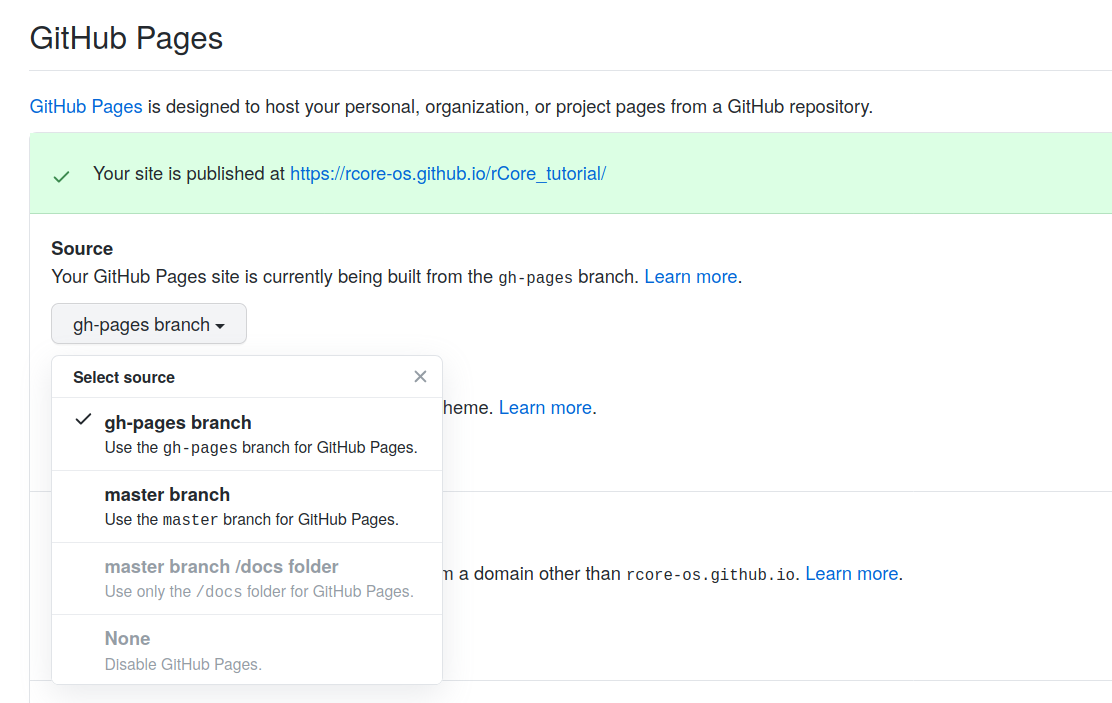 GitHub Pages
GitHub Pages is designed to host your personal, organization, or project pages from a GitHub repository.
Your site is published at https://rcore-os.github.io/rCore_tutorial/
Source
Your GitHub Pages site is currently being built from the gh-pages branch. Learn more.
gh-pages branch
Select source
heme. Learn more.
gh-pages branch
Use the gh-pages branch for GitHub Pages.
master branch
Use the master branch for GitHub Pages.
master branch /docs folder
m a domain other than rcore-os.github.io. Learn more.
Use only the /docs folder for GitHub Pages.
None
Disable GitHub Pages.